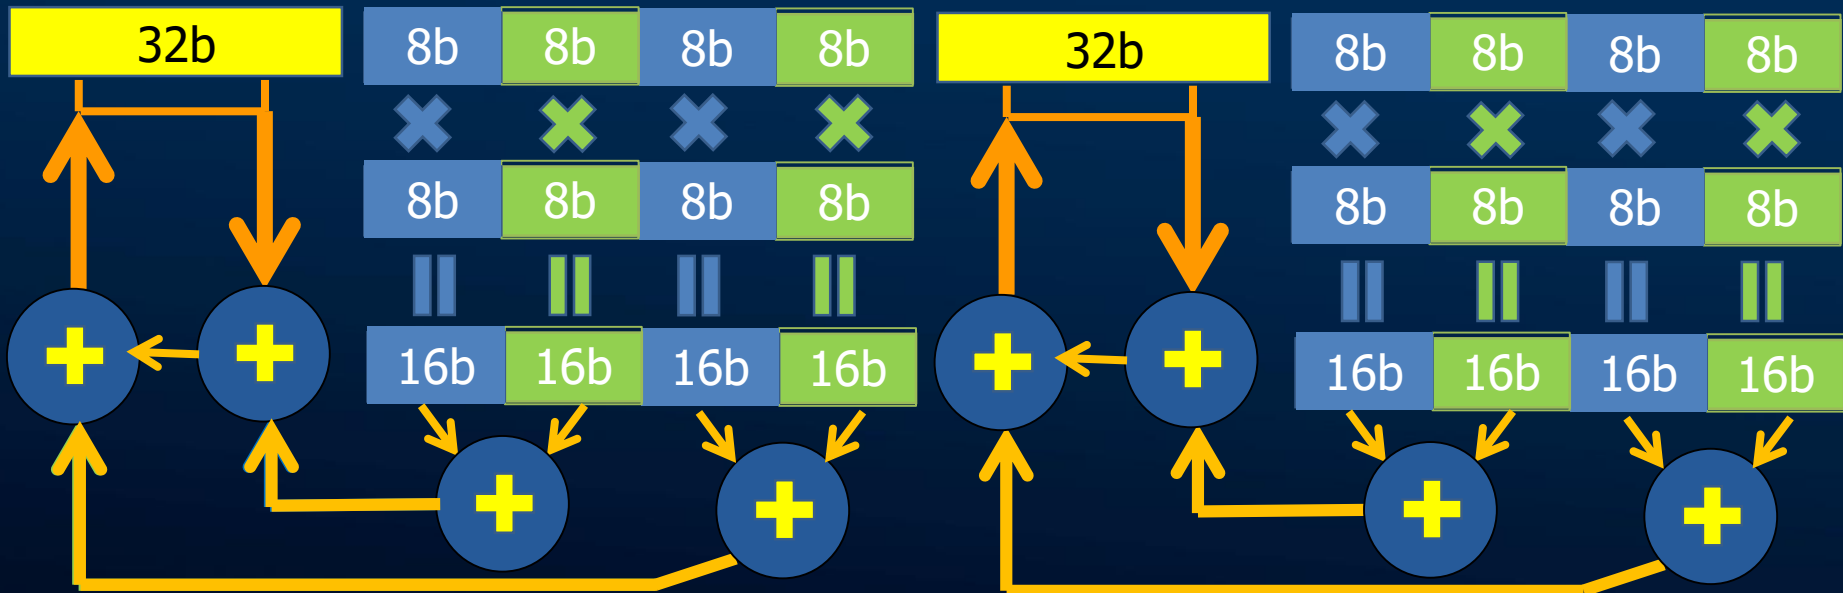 32b 8b 8b 8b 8b 32b 8b 8b 8b 8b
8b 8b 8b 8b 8b 8b 8b 8b
16b 16b 16b 16b 16b 16b 16b 16b